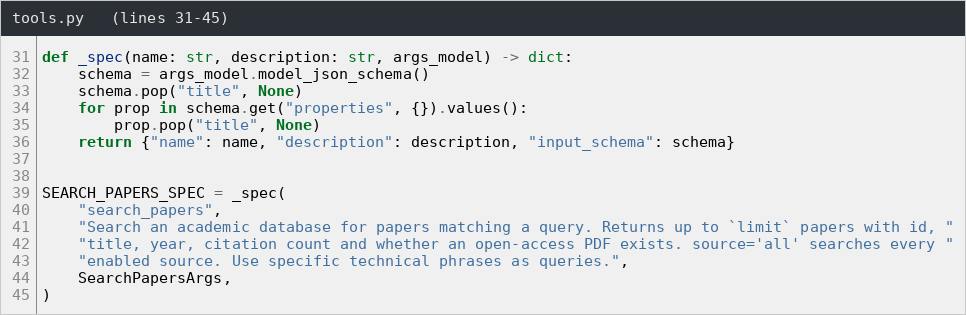 tools.py   (lines 31-45)
31 def _spec(name: str, description: str, args_model) -> dict:
32     schema = args_model.model_json_schema()
33     schema.pop("title", None)
34     for prop in schema.get("properties", {}).values():
35         prop.pop("title", None)
36     return {"name": name, "description": description, "input_schema": schema}
37
38
39 SEARCH_PAPERS_SPEC = _spec(
40     "search_papers",
41     "Search an academic database for papers matching a query. Returns up to `limit` papers with id, "
42     "title, year, citation count and whether an open-access PDF exists. source='all' searches every "
43     "enabled source. Use specific technical phrases as queries.",
44     SearchPapersArgs,
45 )